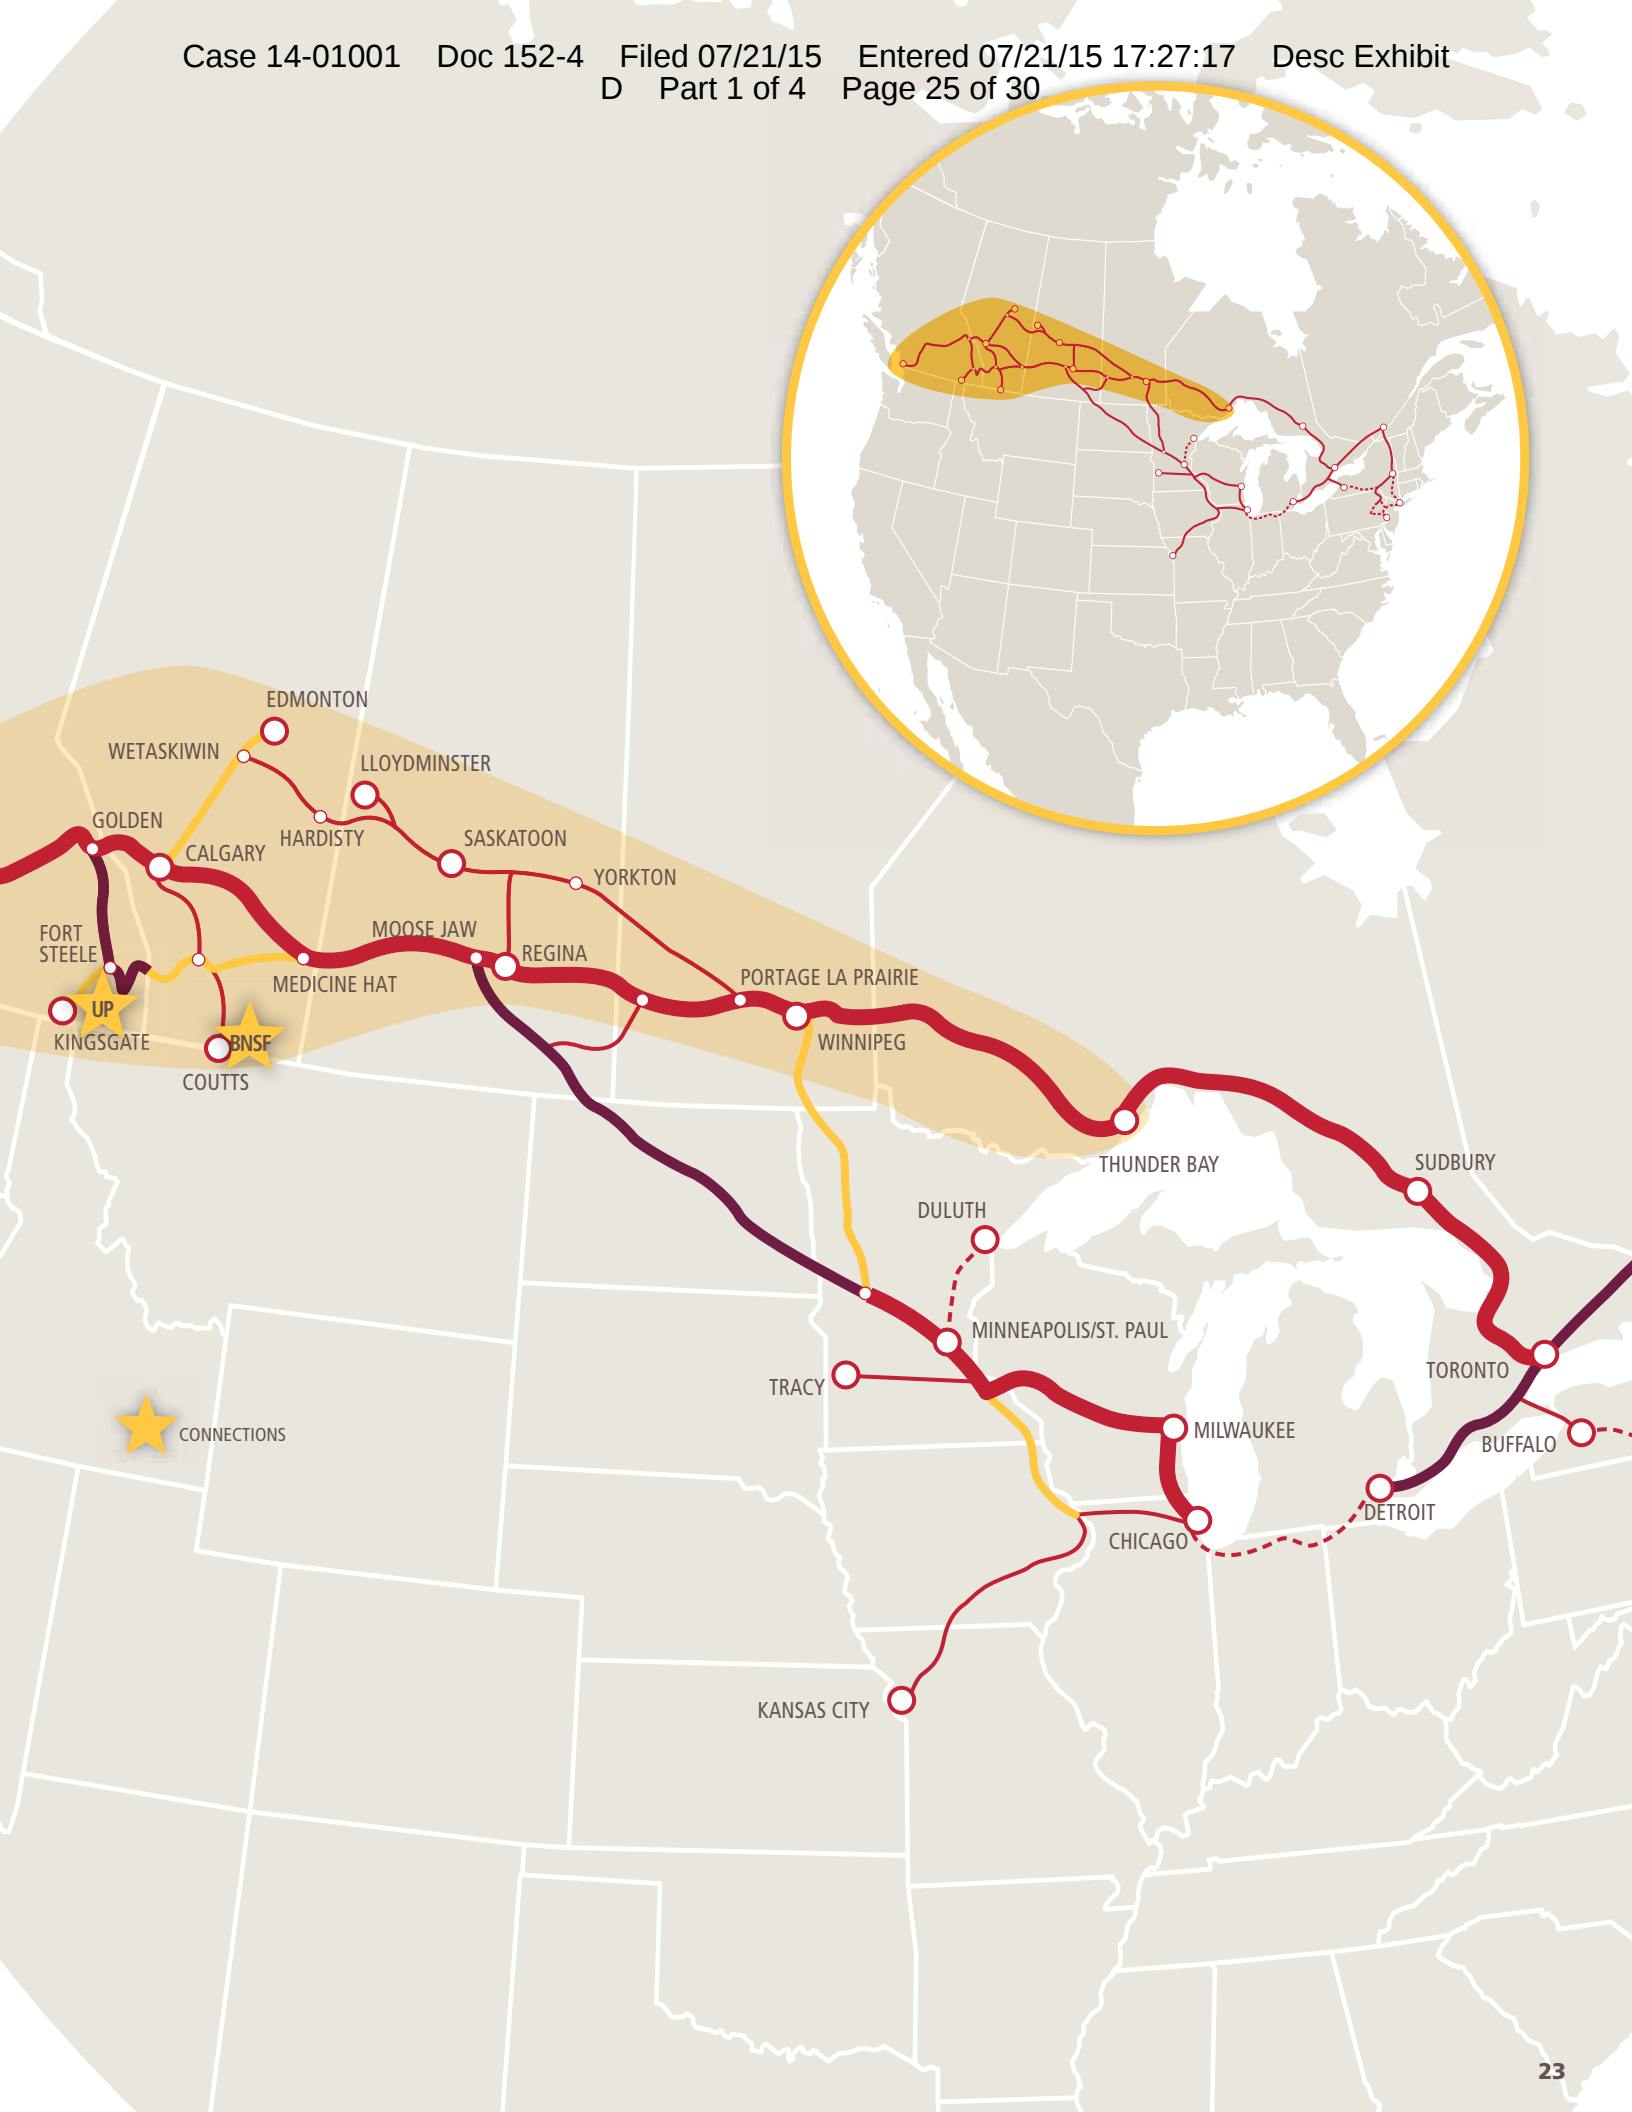 Case 14-01001 Doc 152-4 Filed 07/21/15 Entered 07/21/15 17:27:17 Desc Exhibit
D Part 1 of 4 Page 25 of 30
EDMONTON
WETASKIWIN
LLOYDMINSTER
GOLDEN
HARDISTY
SASKATOON
CALGARY
YORKTON
MOOSE JAW
FORT
STEELE
REGINA
MEDICINE HAT
PORTAGE LA PRAIRIE
UP
KINGSGATE
BNSF
WINNIPEG
COUTTS
THUNDER BAY
SUDBURY
DULUTH
MINNEAPOLIS/ST. PAUL
TORONTO
TRACY
MILWAUKEE
CONNECTIONS
BUFFALO
DETROIT
CHICAGO
KANSAS CITY
23